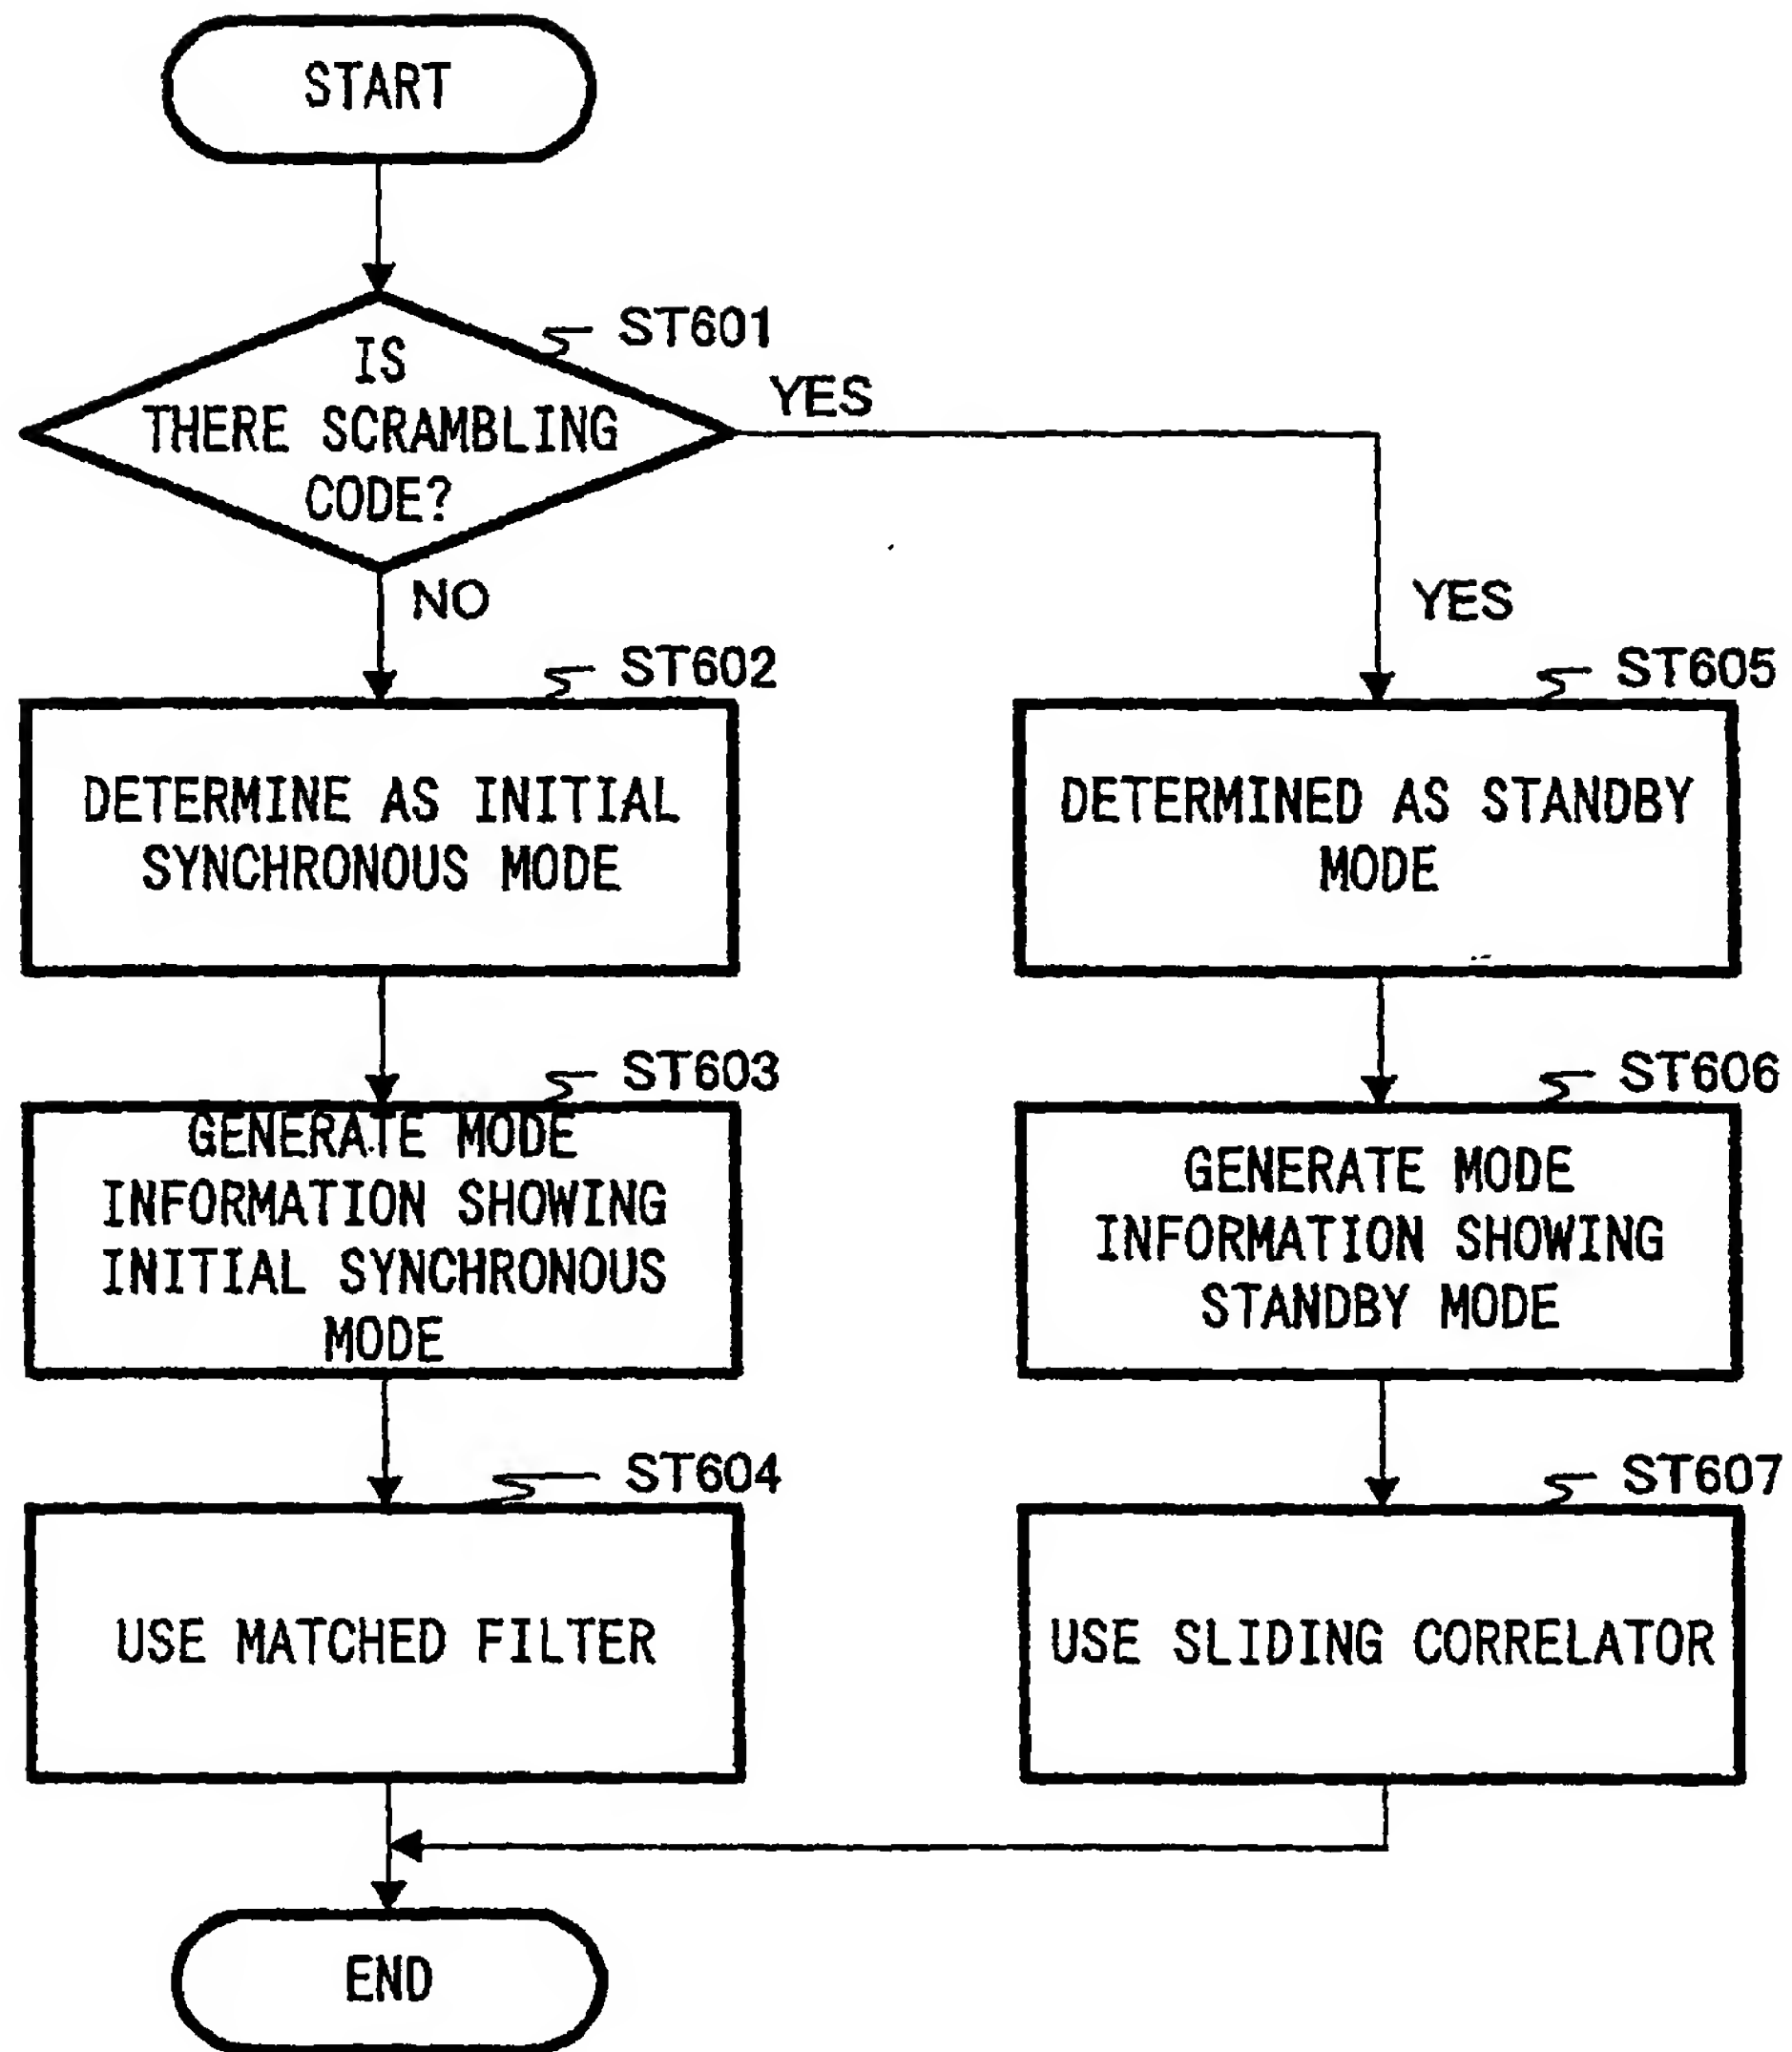 START
ST601
IS
THERE SCRAMBLING
CODE?
YES
NO
YES
ST602
DETERMINE AS INITIAL
SYNCHRONOUS MODE
ST605
DETERMINED AS STANDBY
MODE
ST603
GENERATE MODE
INFORMATION SHOWING
INITIAL SYNCHRONOUS
MODE
ST606
GENERATE MODE
INFORMATION SHOWING
STANDBY MODE
ST604
USE MATCHED FILTER
ST607
USE SLIDING CORRELATOR
END